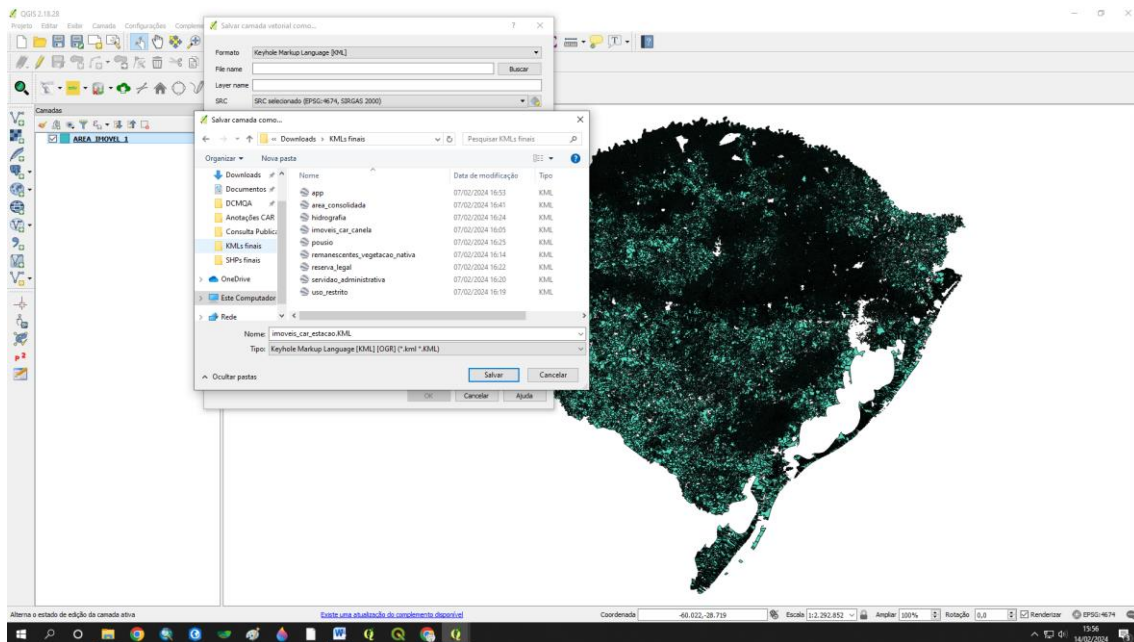 QGIS 2.18.28
Projeto Editar Exibir Camada Configurações Compleme
Salvar camada vetorial como...
Formato Keyhole Markup Language [KML]
File name Buscar
Layer name
SRC SRC selecionado (EPSG:4674, SIRGAS 2000)
Camadas
AREA_IMOVEL_1
Salvar camada como...
« Downloads › KMLs finais
Pesquisar KMLs finais
Organizar Nova pasta
Downloads
Documentos
DCMQA
Anotações CAR
Consulta Publica
KMLs finais
SHPs finais
OneDrive
Este Computador
Rede
Nome Data de modificação Tipo
app 07/02/2024 16:53 KML
area_consolidada 07/02/2024 16:41 KML
hidrografia 07/02/2024 16:24 KML
imoveis_car_canela 07/02/2024 16:05 KML
pousio 07/02/2024 16:25 KML
remanescentes_vegetacao_nativa 07/02/2024 16:14 KML
reserva_legal 07/02/2024 16:22 KML
servidao_administrativa 07/02/2024 16:20 KML
uso_restrito 07/02/2024 16:19 KML
Nome: imoveis_car_estacao.KML
Tipo: Keyhole Markup Language [KML] [OGR] (*.kml *.KML)
Ocultar pastas Salvar Cancelar
OK Cancelar Ajuda
Alterna o estado de edição da camada ativa
Existe uma atualização do complemento disponível
Coordenada -60.022,-28.719 Escala 1:2.292.852 Ampliar 100% Rotação 0,0 Renderizar EPSG:4674
15:56
14/02/2024